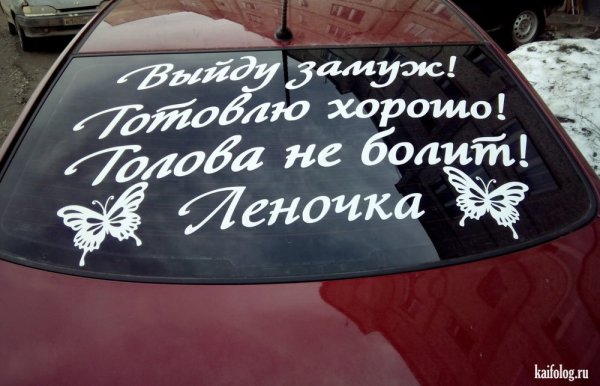 Выйду замуж!
Готовлю хорошо!
Голова не болит!
Леночка
kaifolog.ru